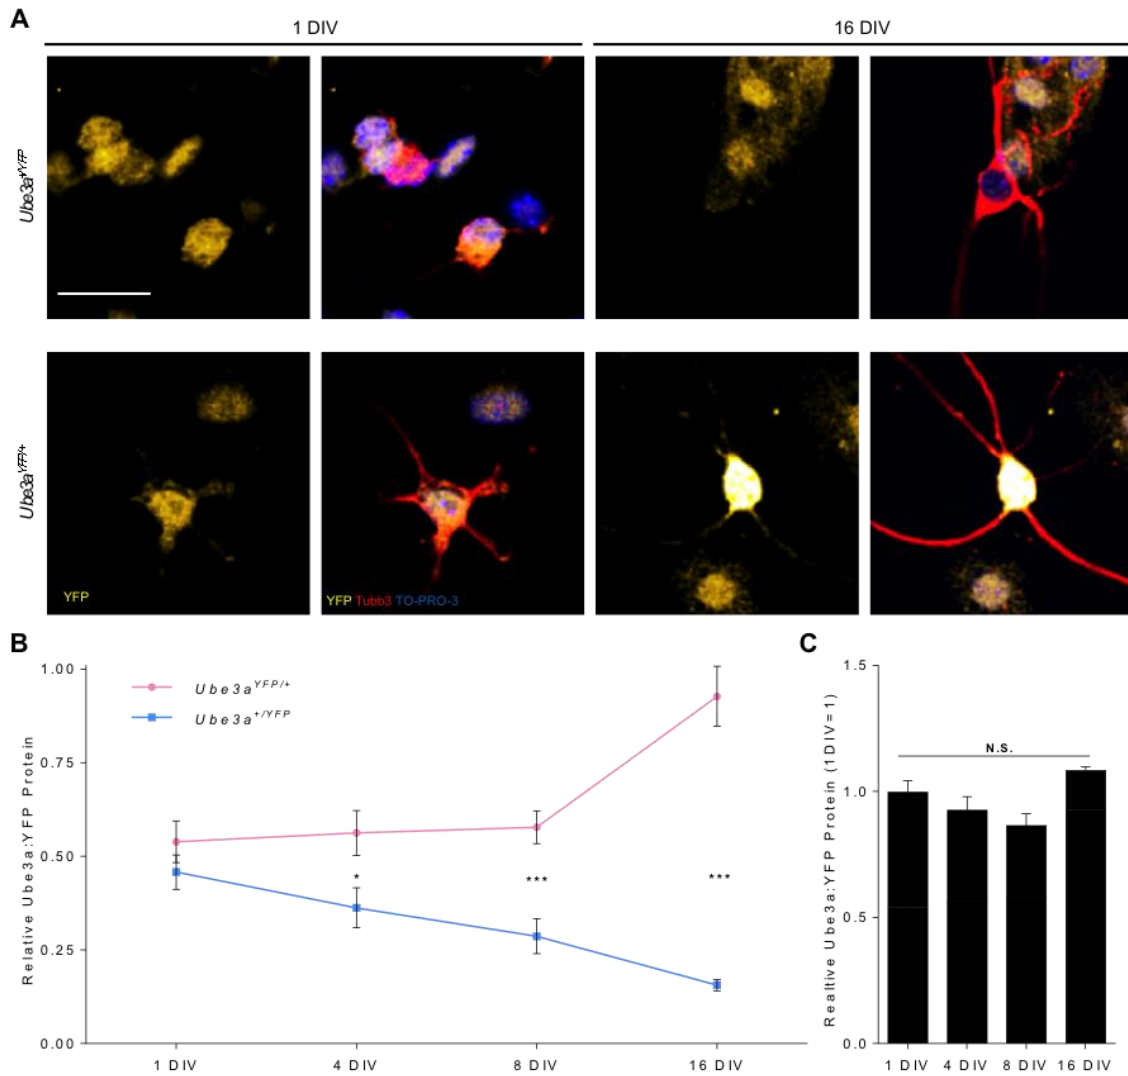 A
1 DIV
16 DIV
Ube3a+/YFP
Ube3aYFP/+
YFP
YFP Tubb3 TO-PRO-3
B
Relative Ube3a:YFP Protein
1.00
0.75
0.50
0.25
0.00
Ube3aYFP/+
Ube3a+/YFP
*
***
***
1 DIV
4 DIV
8 DIV
16 DIV
C
Realtive Ube3a:YFP Protein (1DIV=1)
1.5
1.0
0.5
0.0
N.S.
1 DIV
4 DIV
8 DIV
16 DIV